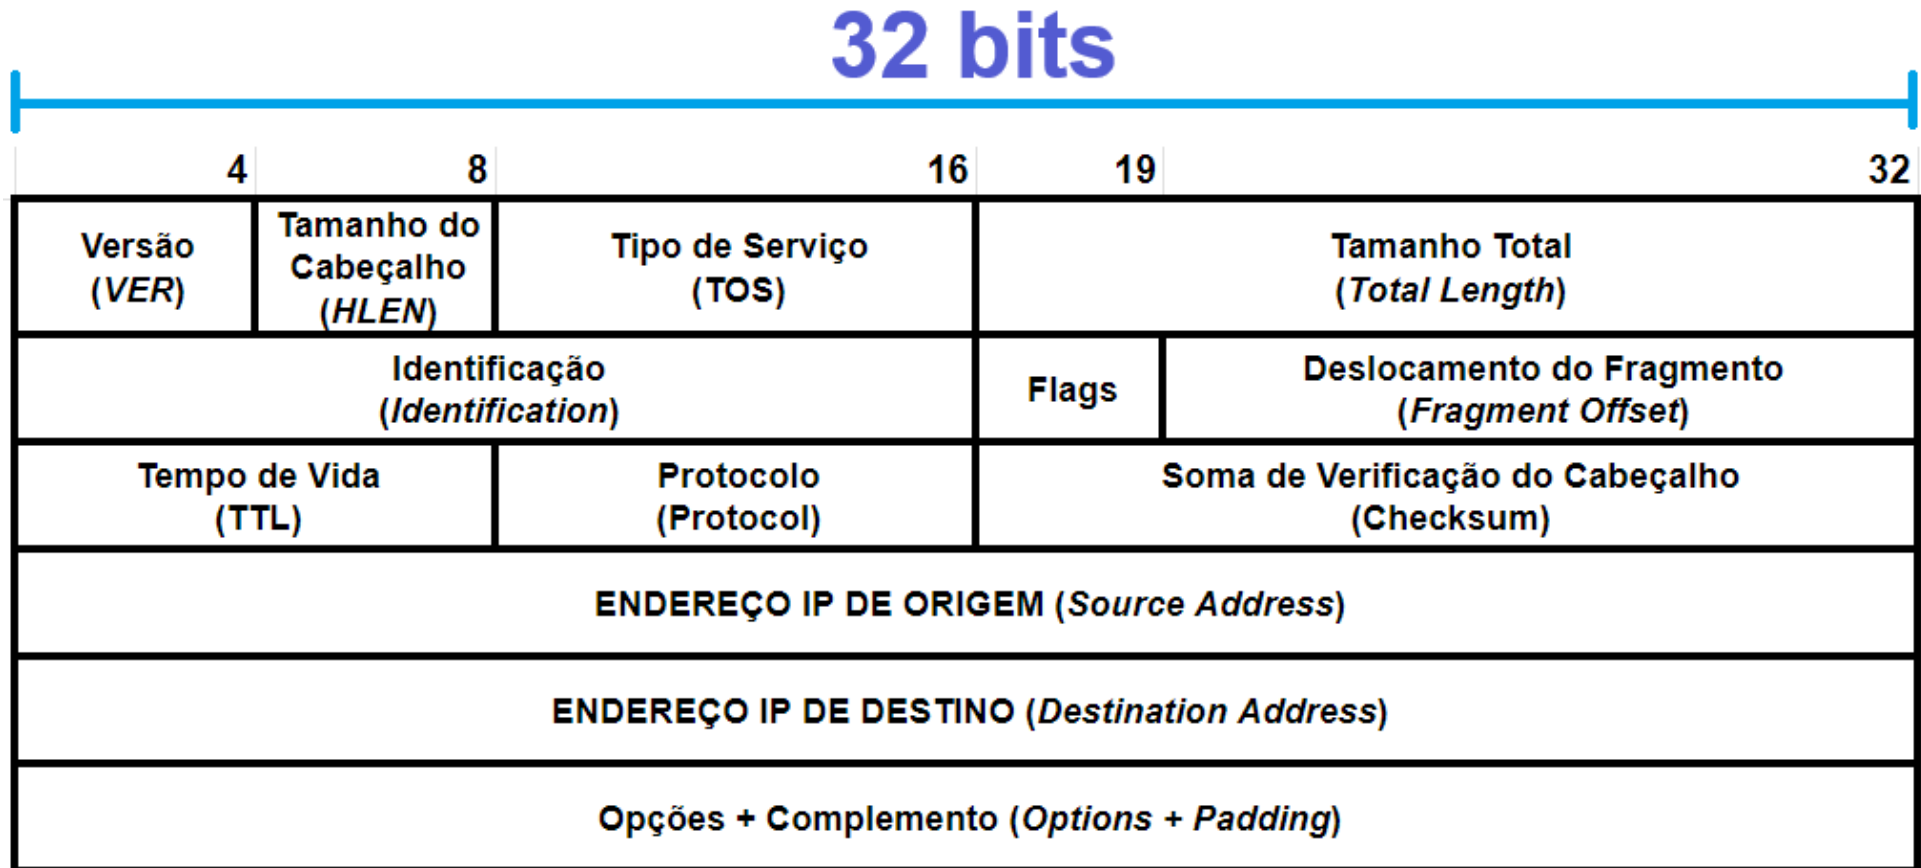 32 bits
4 8 16 19 32
Versão
(VER)
Tamanho do
Cabeçalho
(HLEN)
Tipo de Serviço
(TOS)
Tamanho Total
(Total Length)
Identificação
(Identification)
Flags
Deslocamento do Fragmento
(Fragment Offset)
Tempo de Vida
(TTL)
Protocolo
(Protocol)
Soma de Verificação do Cabeçalho
(Checksum)
ENDEREÇO IP DE ORIGEM (Source Address)
ENDEREÇO IP DE DESTINO (Destination Address)
Opções + Complemento (Options + Padding)